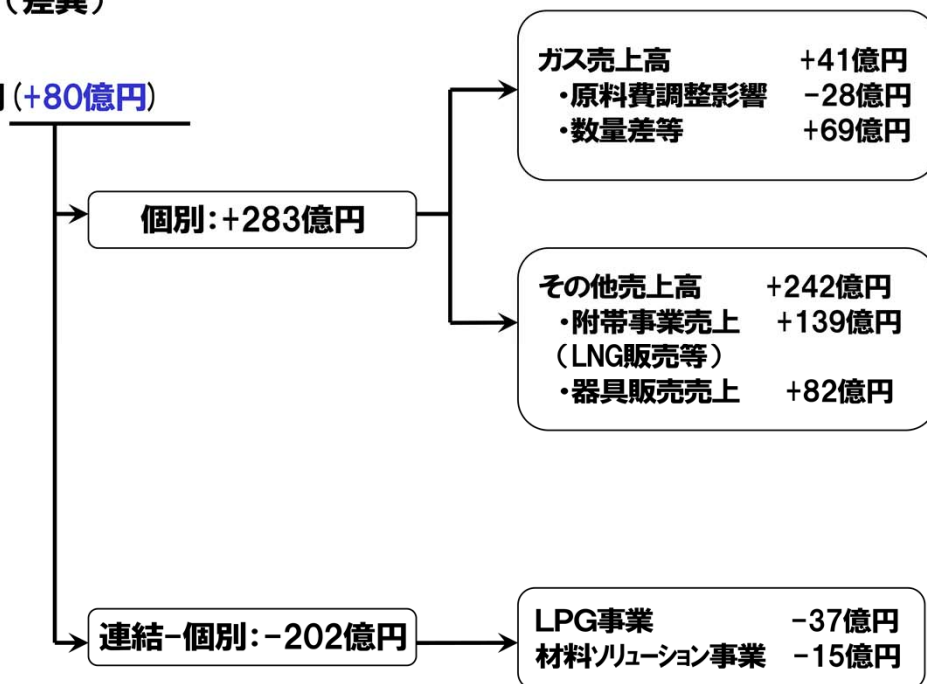 （差異）
円（+80億円）
個別：+283億円
ガス売上高 +41億円
・原料費調整影響 -28億円
・数量差等 +69億円
その他売上高 +242億円
・附帯事業売上 +139億円
（LNG販売等）
・器具販売売上 +82億円
連結-個別：-202億円
LPG事業 -37億円
材料ソリューション事業 -15億円